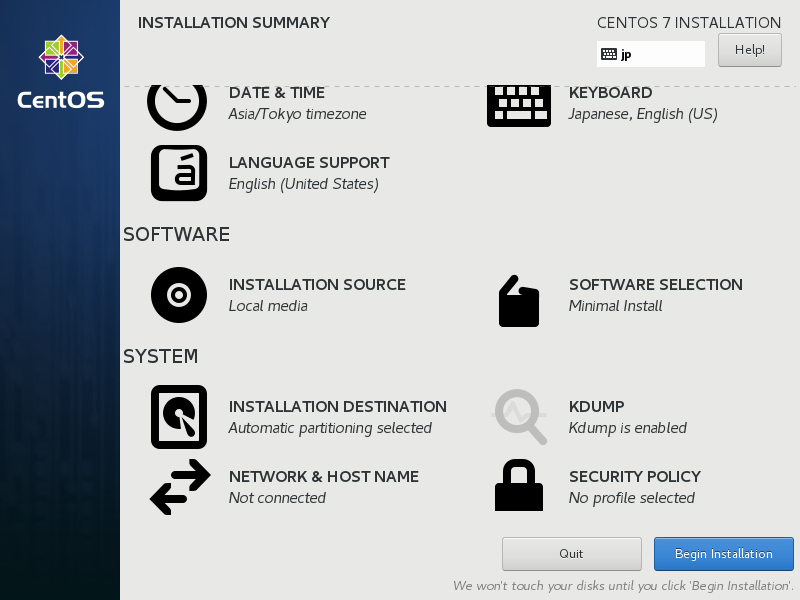 INSTALLATION SUMMARY
CENTOS 7 INSTALLATION
jp
Help!
CentOS
DATE & TIME
Asia/Tokyo timezone
KEYBOARD
Japanese, English (US)
LANGUAGE SUPPORT
English (United States)
SOFTWARE
INSTALLATION SOURCE
Local media
SOFTWARE SELECTION
Minimal Install
SYSTEM
INSTALLATION DESTINATION
Automatic partitioning selected
KDUMP
Kdump is enabled
NETWORK & HOST NAME
Not connected
SECURITY POLICY
No profile selected
Quit
Begin Installation
We won't touch your disks until you click 'Begin Installation'.